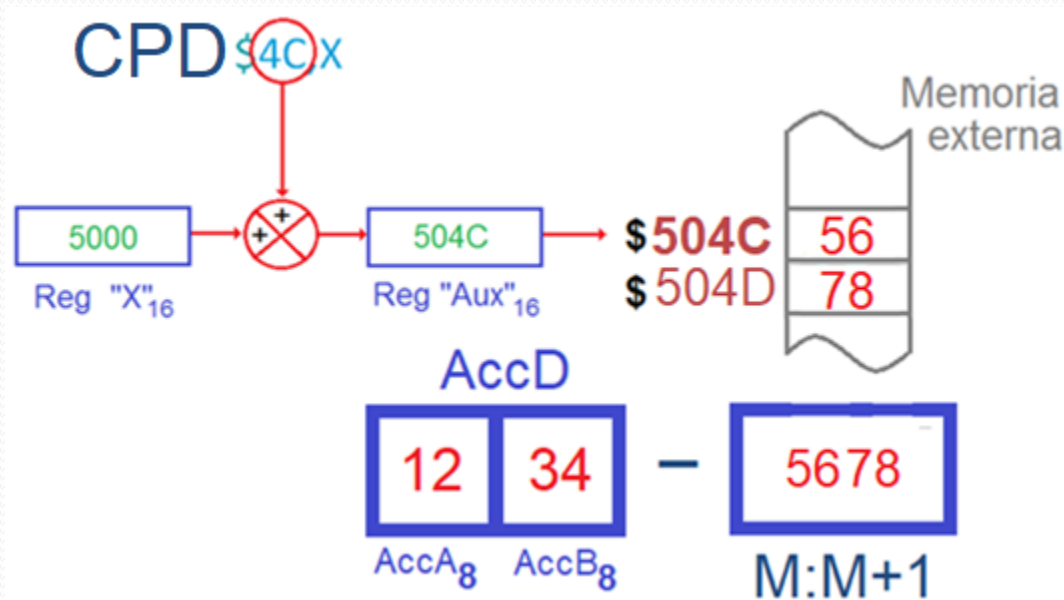 CPD $4C,X
Memoria
externa
+
+
5000
504C
$504C 56
$504D 78
Reg "X"16
Reg "Aux"16
AccD
12 34 – 5678
AccA8 AccB8
M:M+1